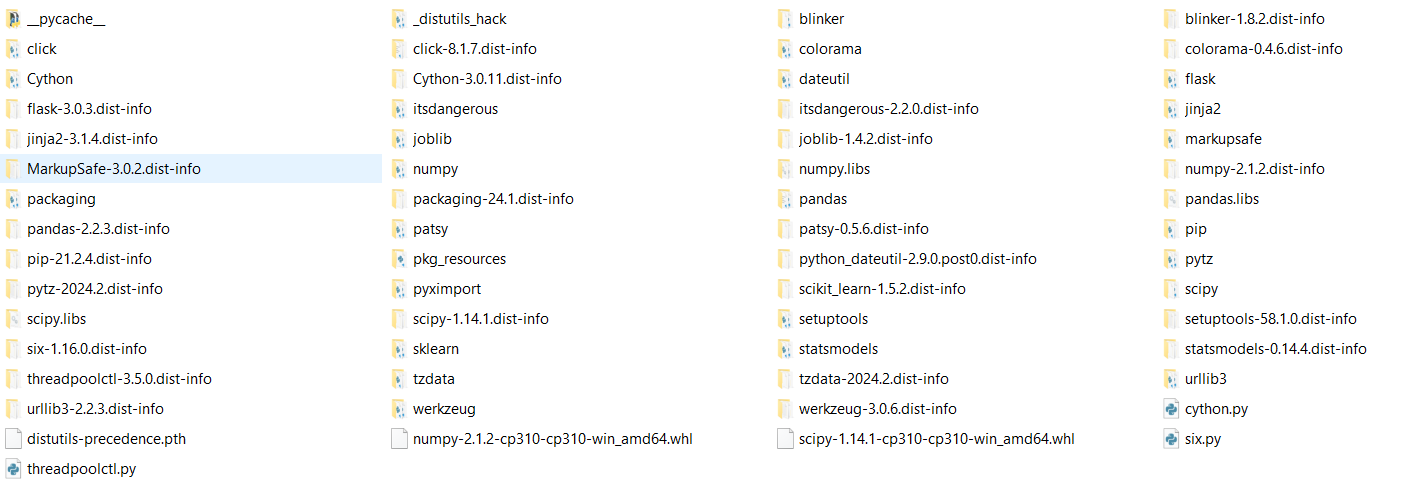 __pycache__ _distutils_hack blinker blinker-1.8.2.dist-info
click click-8.1.7.dist-info colorama colorama-0.4.6.dist-info
Cython Cython-3.0.11.dist-info dateutil flask
flask-3.0.3.dist-info itsdangerous itsdangerous-2.2.0.dist-info jinja2
jinja2-3.1.4.dist-info joblib joblib-1.4.2.dist-info markupsafe
MarkupSafe-3.0.2.dist-info numpy numpy.libs numpy-2.1.2.dist-info
packaging packaging-24.1.dist-info pandas pandas.libs
pandas-2.2.3.dist-info patsy patsy-0.5.6.dist-info pip
pip-21.2.4.dist-info pkg_resources python_dateutil-2.9.0.post0.dist-info pytz
pytz-2024.2.dist-info pyximport scikit_learn-1.5.2.dist-info scipy
scipy.libs scipy-1.14.1.dist-info setuptools setuptools-58.1.0.dist-info
six-1.16.0.dist-info sklearn statsmodels statsmodels-0.14.4.dist-info
threadpoolctl-3.5.0.dist-info tzdata tzdata-2024.2.dist-info urllib3
urllib3-2.2.3.dist-info werkzeug werkzeug-3.0.6.dist-info cython.py
distutils-precedence.pth numpy-2.1.2-cp310-cp310-win_amd64.whl scipy-1.14.1-cp310-cp310-win_amd64.whl six.py
threadpoolctl.py